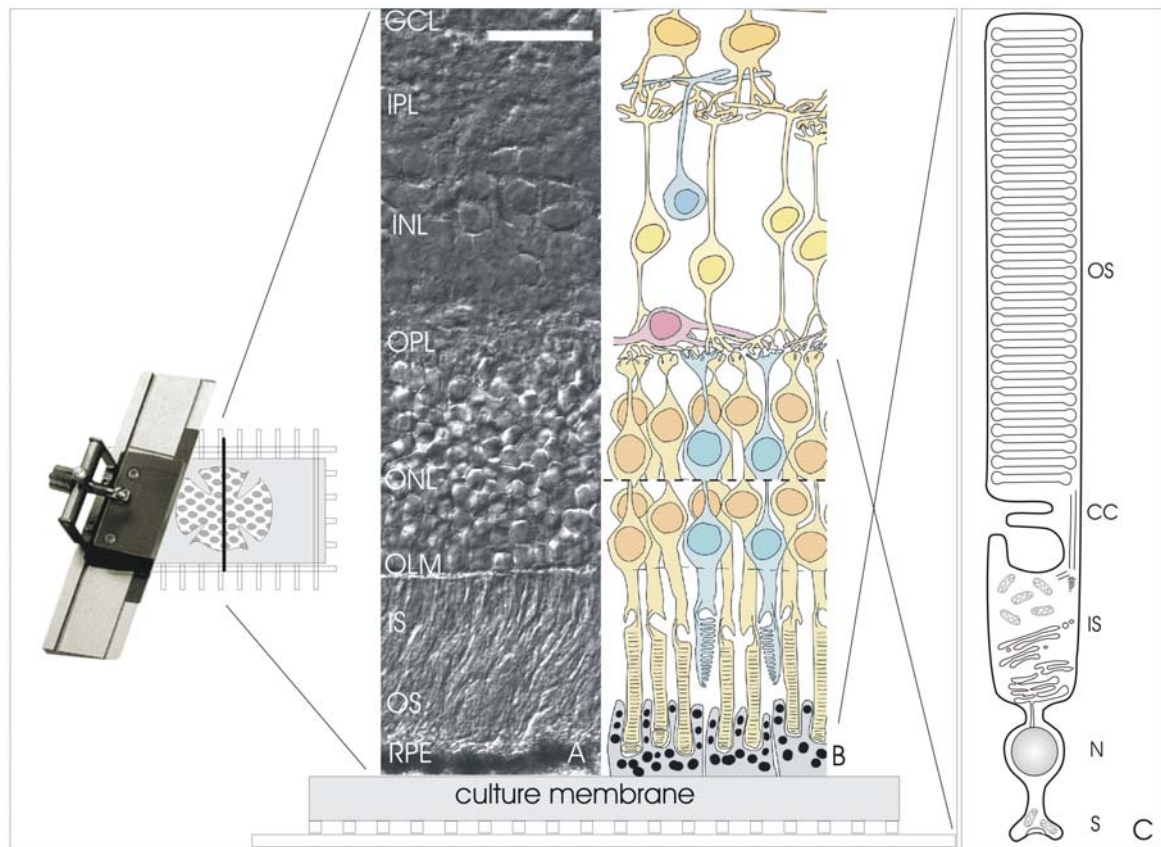 GCL
IPL
INL
OPL
ONL
OLM
IS
OS
RPE
A
B
culture membrane
OS
CC
IS
N
S
C